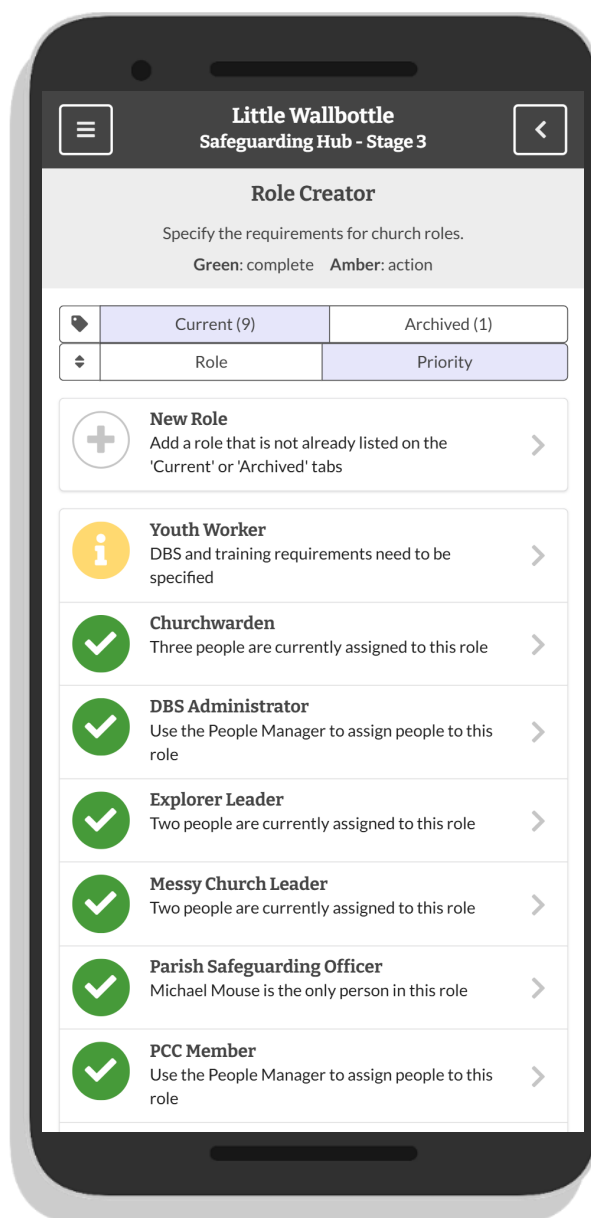 Little Wallbottle
Safeguarding Hub - Stage 3
Role Creator
Specify the requirements for church roles.
Green: complete Amber: action
Current (9) Archived (1)
Role Priority
New Role
Add a role that is not already listed on the
'Current' or 'Archived' tabs
Youth Worker
DBS and training requirements need to be
specified
Churchwarden
Three people are currently assigned to this role
DBS Administrator
Use the People Manager to assign people to this
role
Explorer Leader
Two people are currently assigned to this role
Messy Church Leader
Two people are currently assigned to this role
Parish Safeguarding Officer
Michael Mouse is the only person in this role
PCC Member
Use the People Manager to assign people to this
role